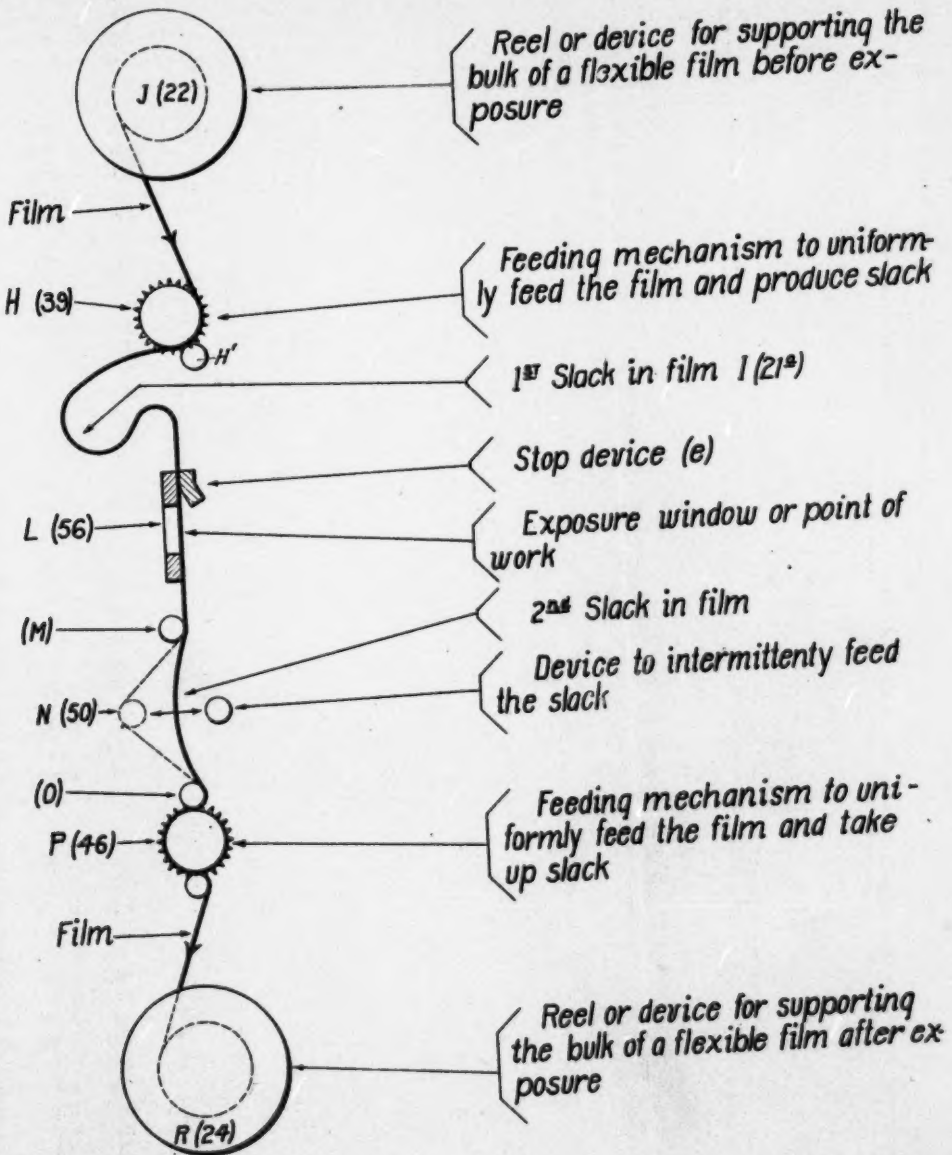 J (22)
Reel or device for supporting the
bulk of a flexible film before ex-
posure
Film
Feeding mechanism to uniform-
ly feed the film and produce slack
H (39)
H'
1ST Slack in film I (21ª)
Stop device (e)
L (56)
Exposure window or point of
work
2nd Slack in film
(M)
Device to intermittenty feed
the slack
N (50)
(O)
Feeding mechanism to uni-
formly feed the film and take
up slack
P (46)
Film
Reel or device for supporting
the bulk of a flexible film after ex-
posure
R (24)